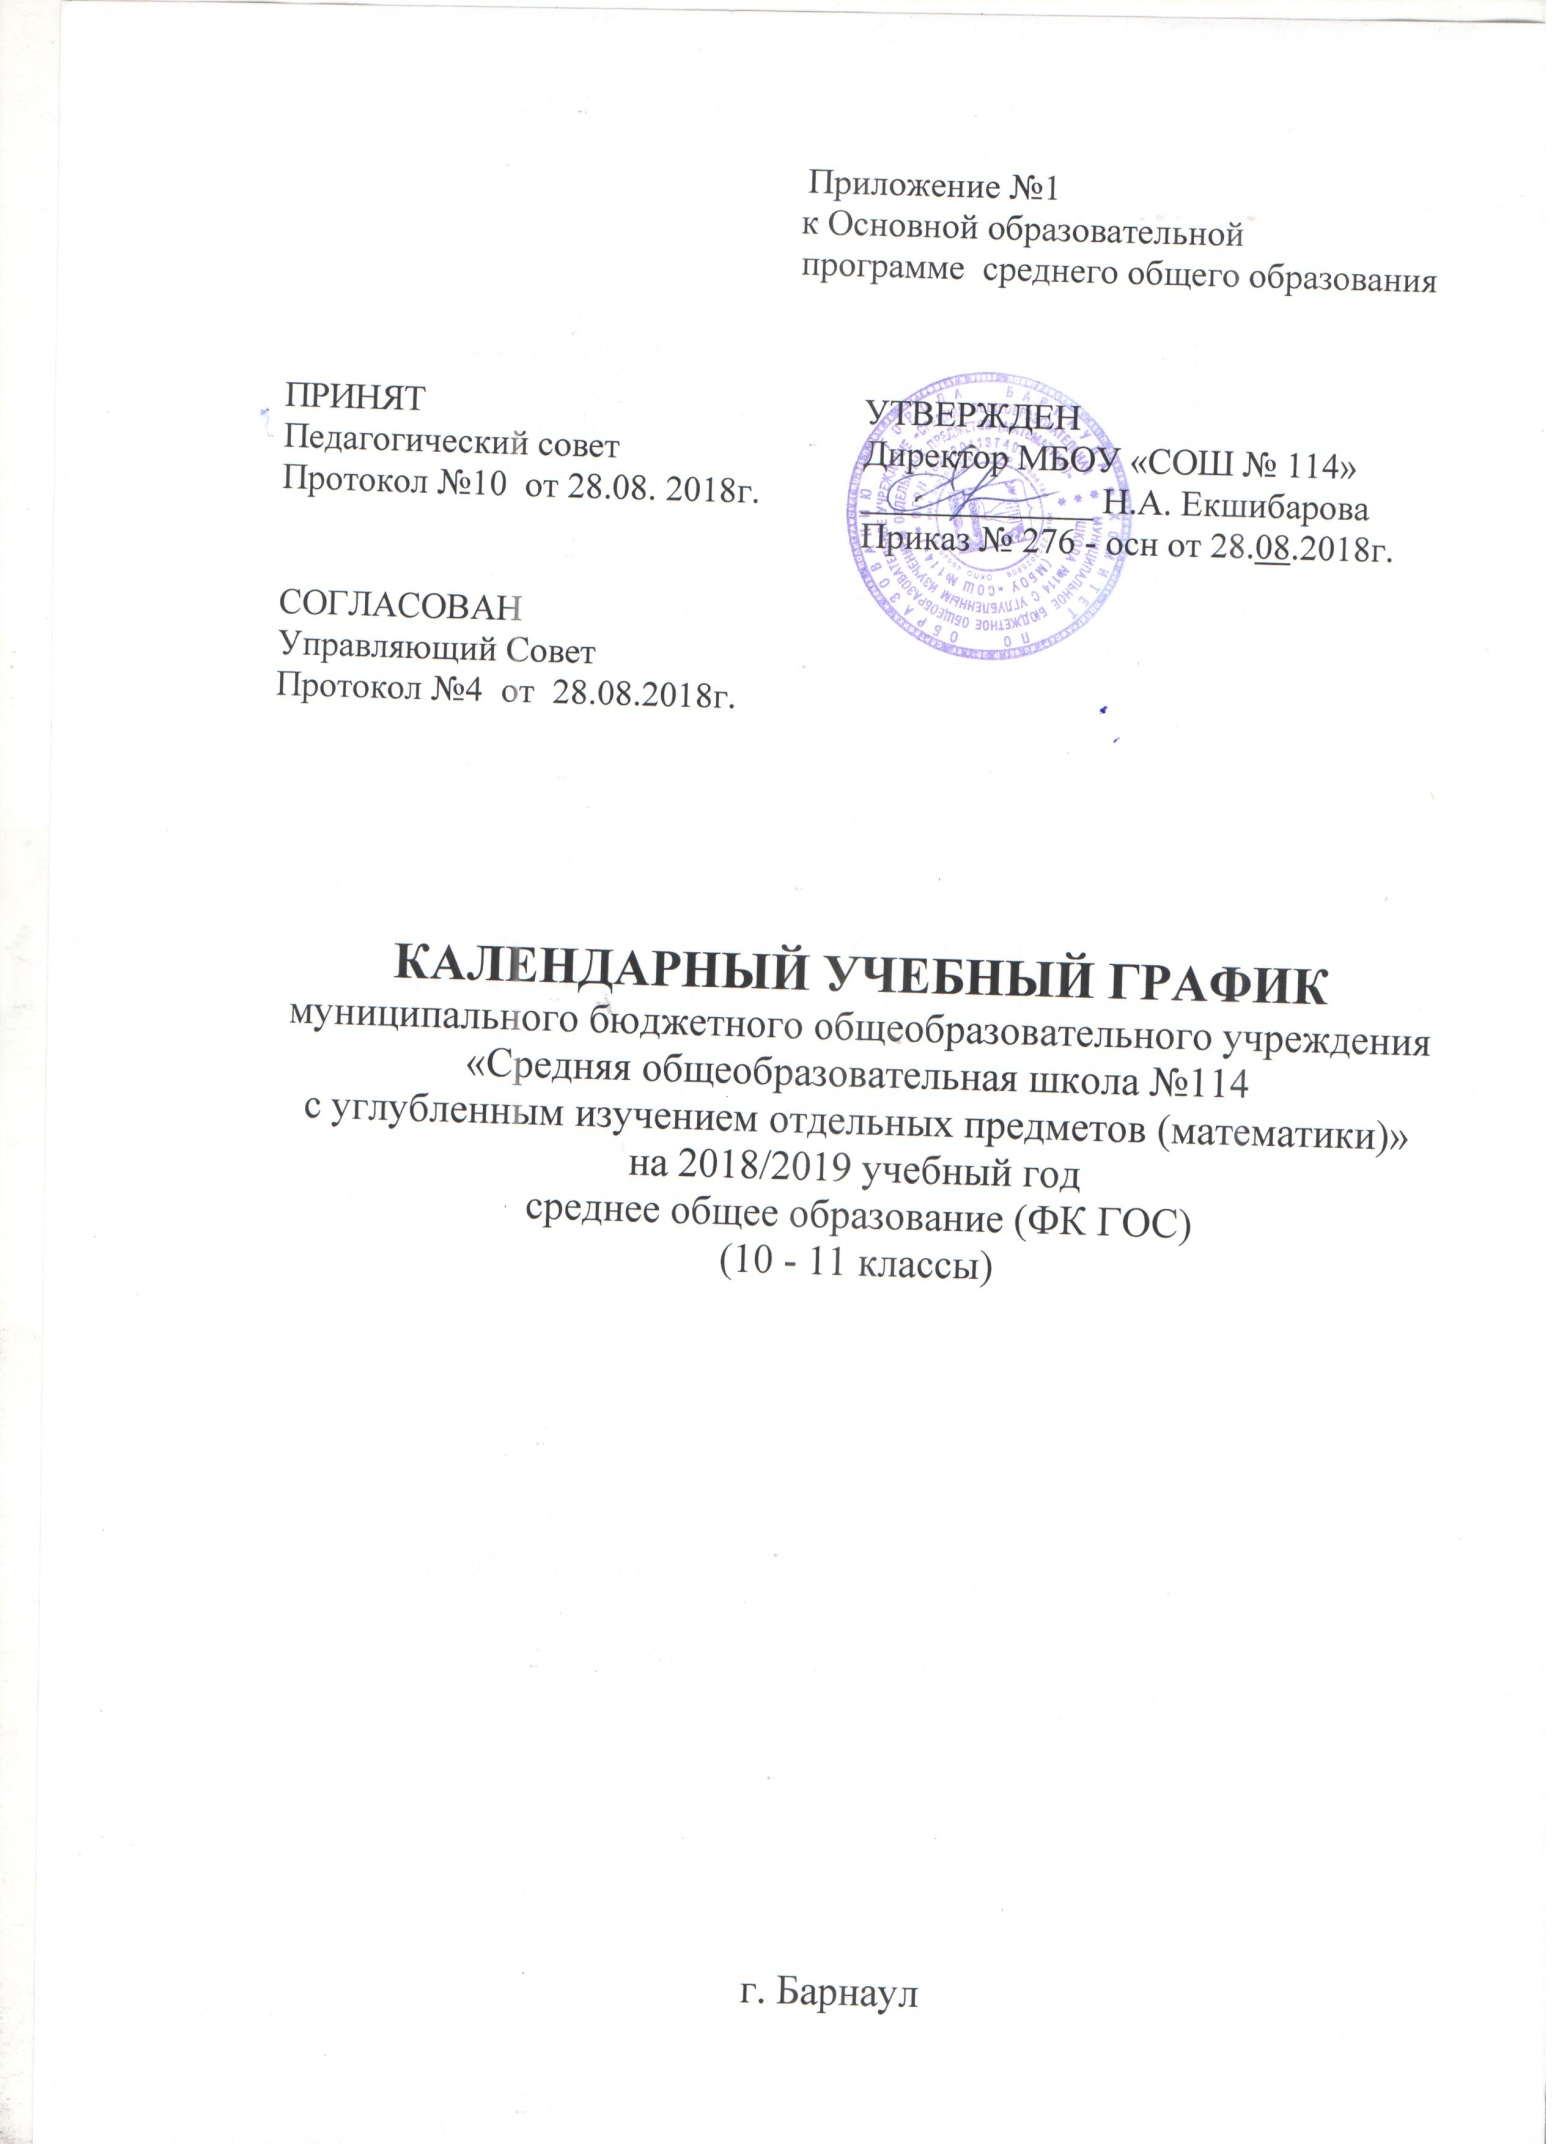 Приложение №1
к Основной образовательной
программе среднего общего образования
ПРИНЯТ
Педагогический совет
Протокол №10 от 28.08. 2018г.
УТВЕРЖДЕН
Директор МБОУ «СОШ № 114»
Н.А. Екшибарова
Приказ № 276 - осн от 28.08.2018г.
СОГЛАСОВАН
Управляющий Совет
Протокол №4 от 28.08.2018г.
КАЛЕНДАРНЫЙ УЧЕБНЫЙ ГРАФИК
муниципального бюджетного общеобразовательного учреждения
«Средняя общеобразовательная школа №114
с углубленным изучением отдельных предметов (математики)»
на 2018/2019 учебный год
среднее общее образование (ФК ГОС)
(10 - 11 классы)
г. Барнаул